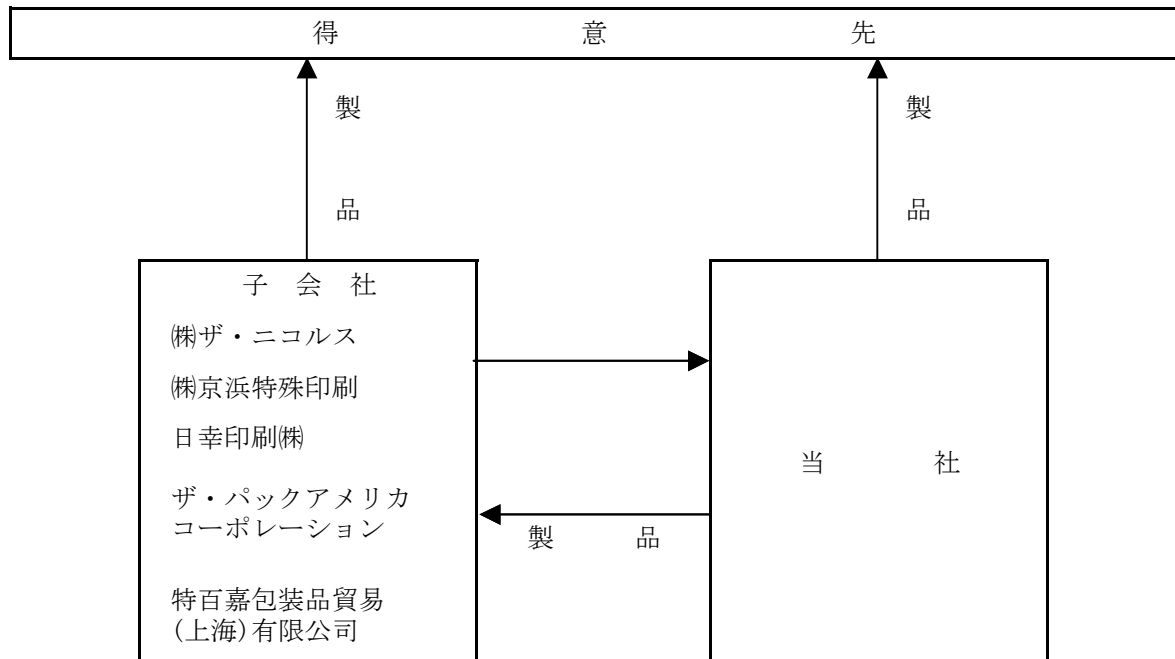 得意先
製品
製品
子会社
㈱ザ・ニコルス
㈱京浜特殊印刷
日幸印刷㈱
ザ・パックアメリカ
コーポレーション
特百嘉包装品貿易
(上海)有限公司
製品
当社